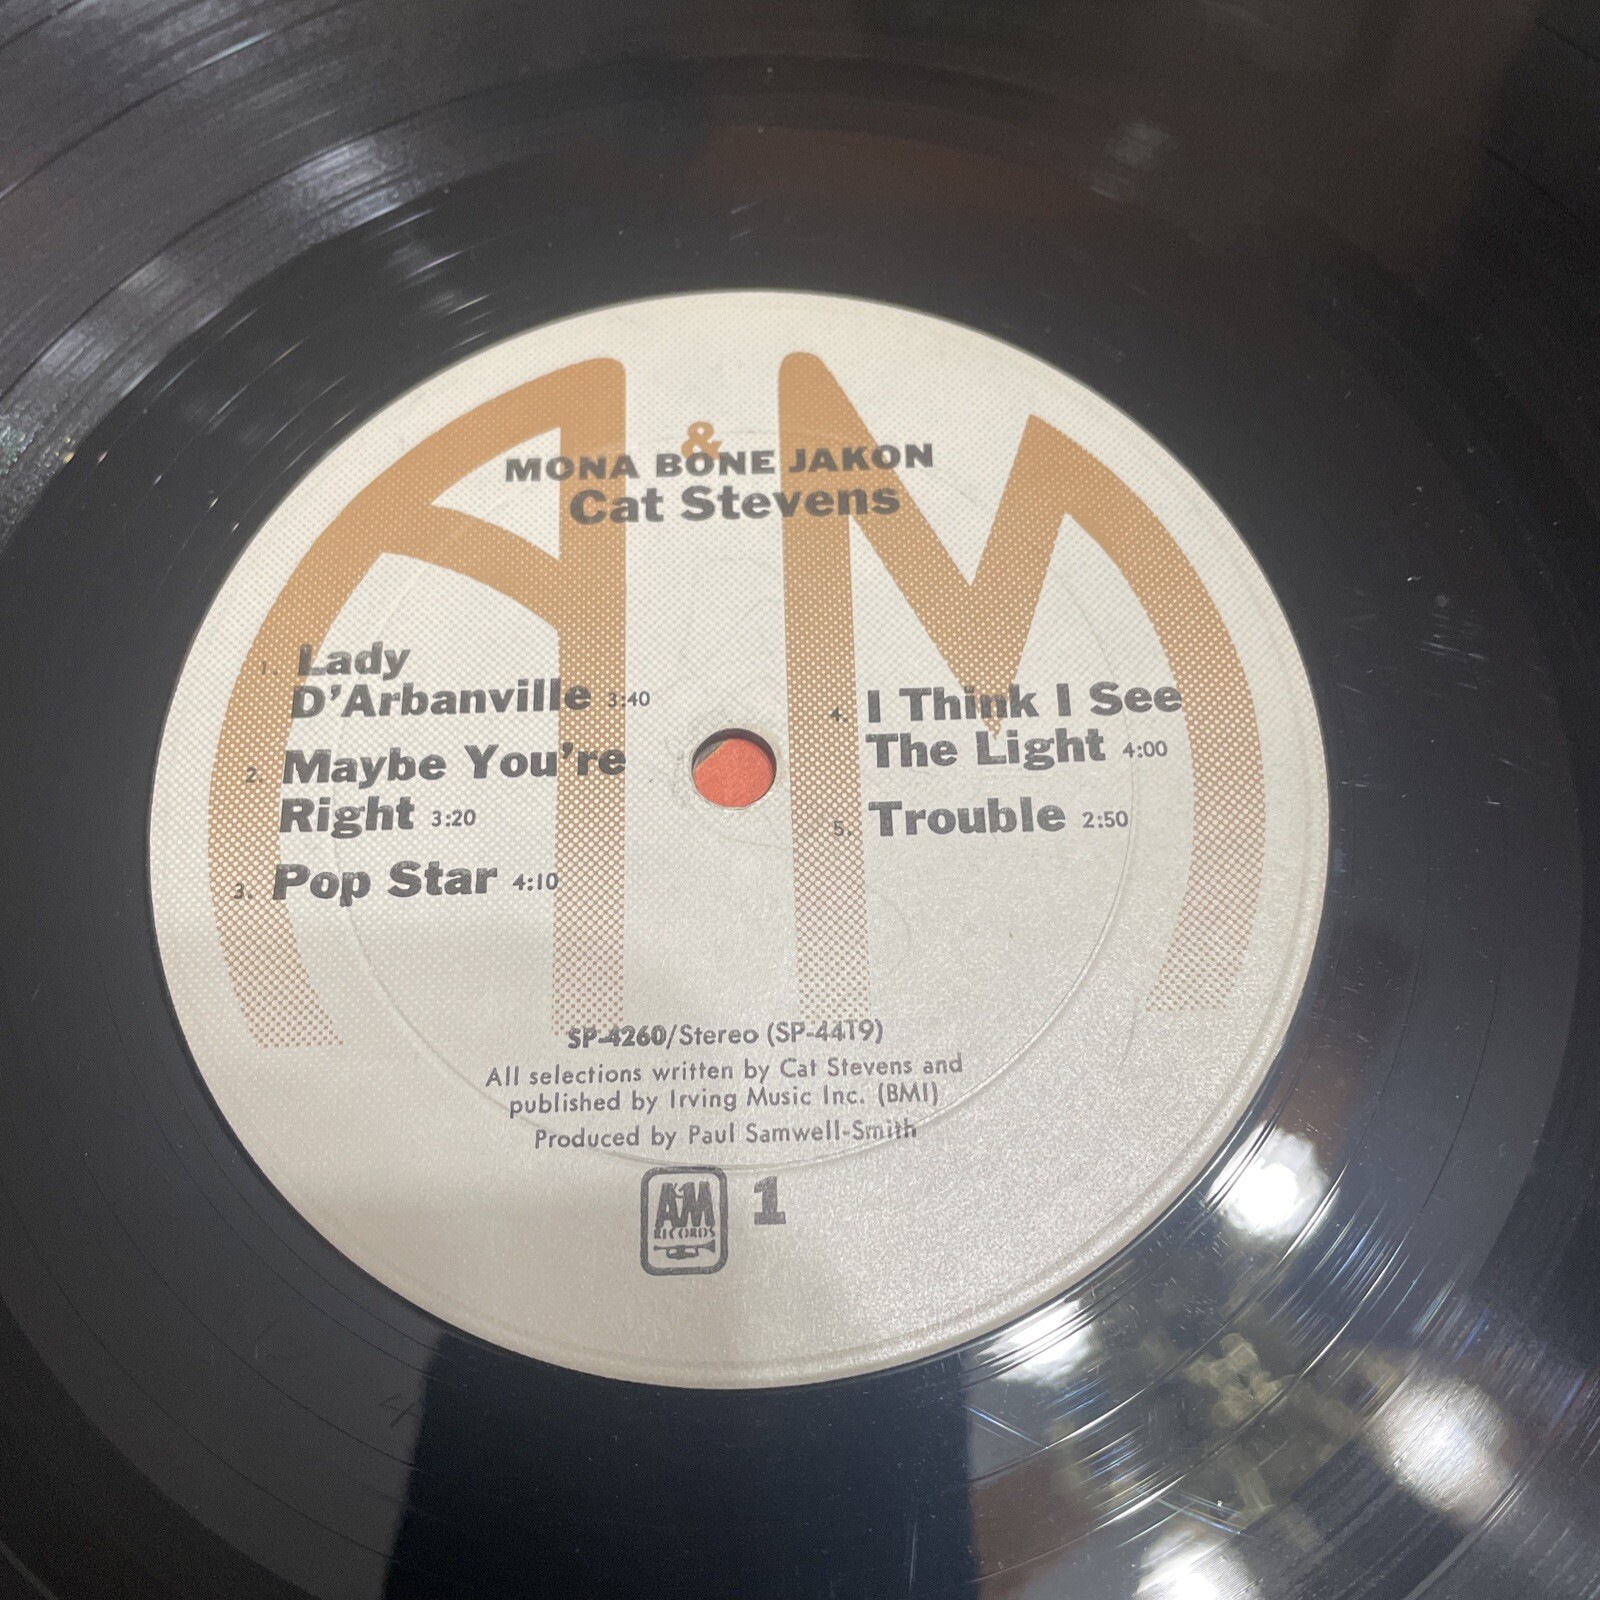 A & M
MONA BONE JAKON
Cat Stevens
1. Lady
D'Arbanville 3:40
2. Maybe You're
Right 3:20
3. Pop Star 4:10
4. I Think I See
The Light 4:00
5. Trouble 2:50
SP-4260/Stereo (SP-4419)
All selections written by Cat Stevens and
published by Irving Music Inc. (BMI)
Produced by Paul Samwell-Smith
A&M
RECORDS
1